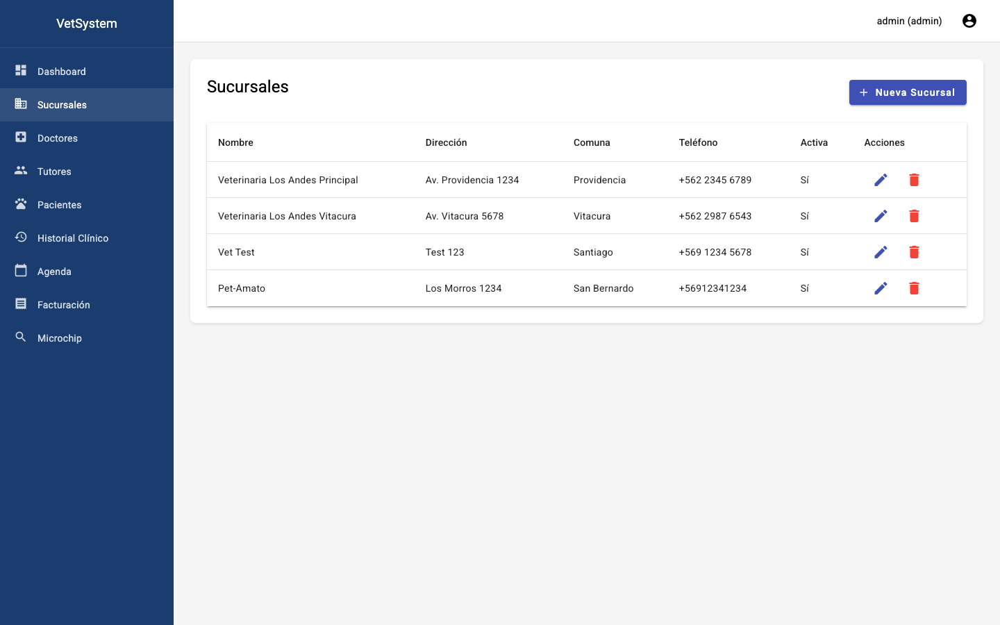 VetSystem
admin (admin)
Dashboard
Sucursales
Doctores
Tutores
Pacientes
Historial Clínico
Agenda
Facturación
Microchip
Sucursales
Nueva Sucursal
Nombre Dirección Comuna Teléfono Activa Acciones
Veterinaria Los Andes Principal Av. Providencia 1234 Providencia +562 2345 6789 Sí
Veterinaria Los Andes Vitacura Av. Vitacura 5678 Vitacura +562 2987 6543 Sí
Vet Test Test 123 Santiago +569 1234 5678 Sí
Pet-Amato Los Morros 1234 San Bernardo +56912341234 Sí